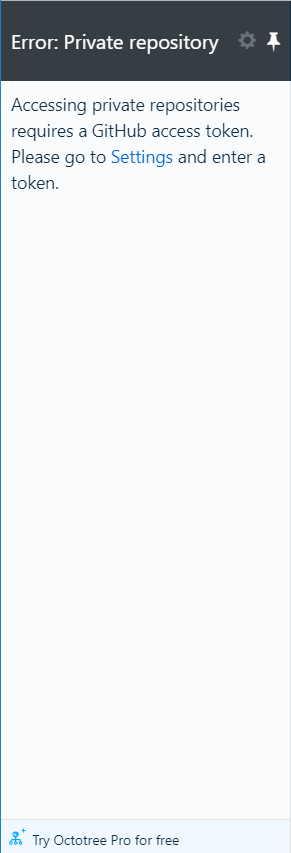 Error: Private repository
Accessing private repositories
requires a GitHub access token.
Please go to Settings and enter a
token.
Try Octotree Pro for free